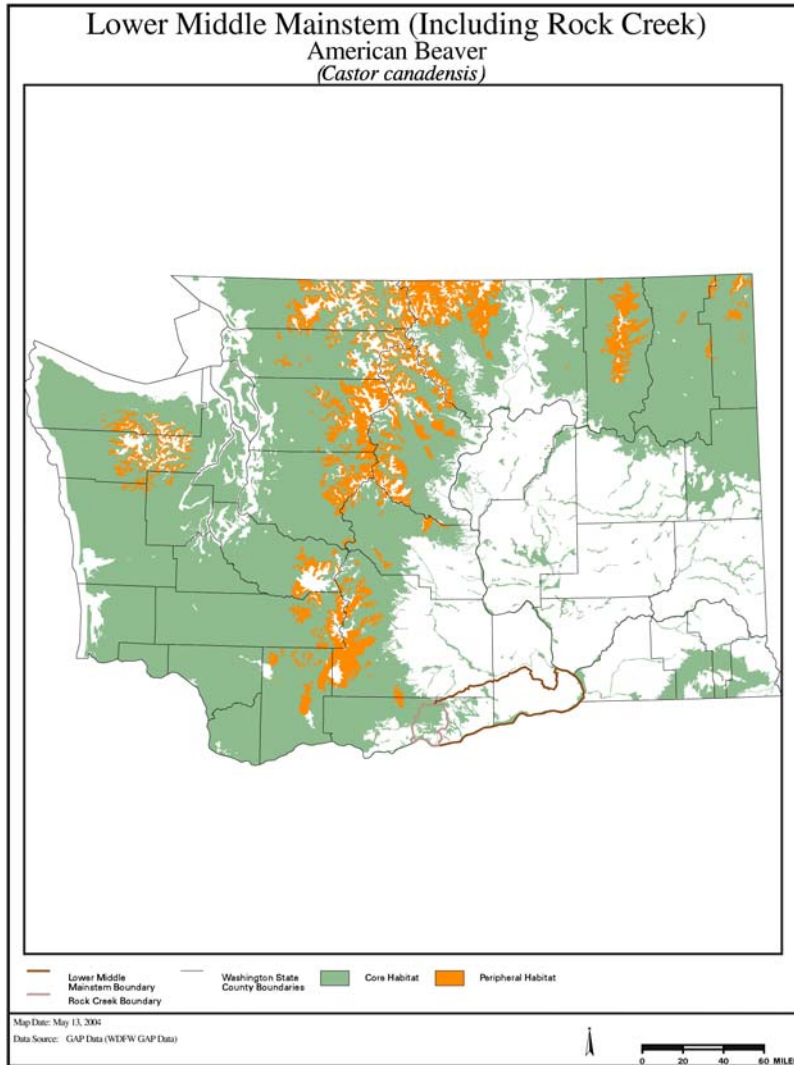 Lower Middle Mainstem (Including Rock Creek)
American Beaver
(Castor canadensis)
Lower Middle
Mainstem Boundary
Rock Creek Boundary
Washington State
County Boundaries
Core Habitat
Peripheral Habitat
Map Date: May 13, 2004
Data Source: GAP Data (WDFW GAP Data)
0 20 40 60 MILES